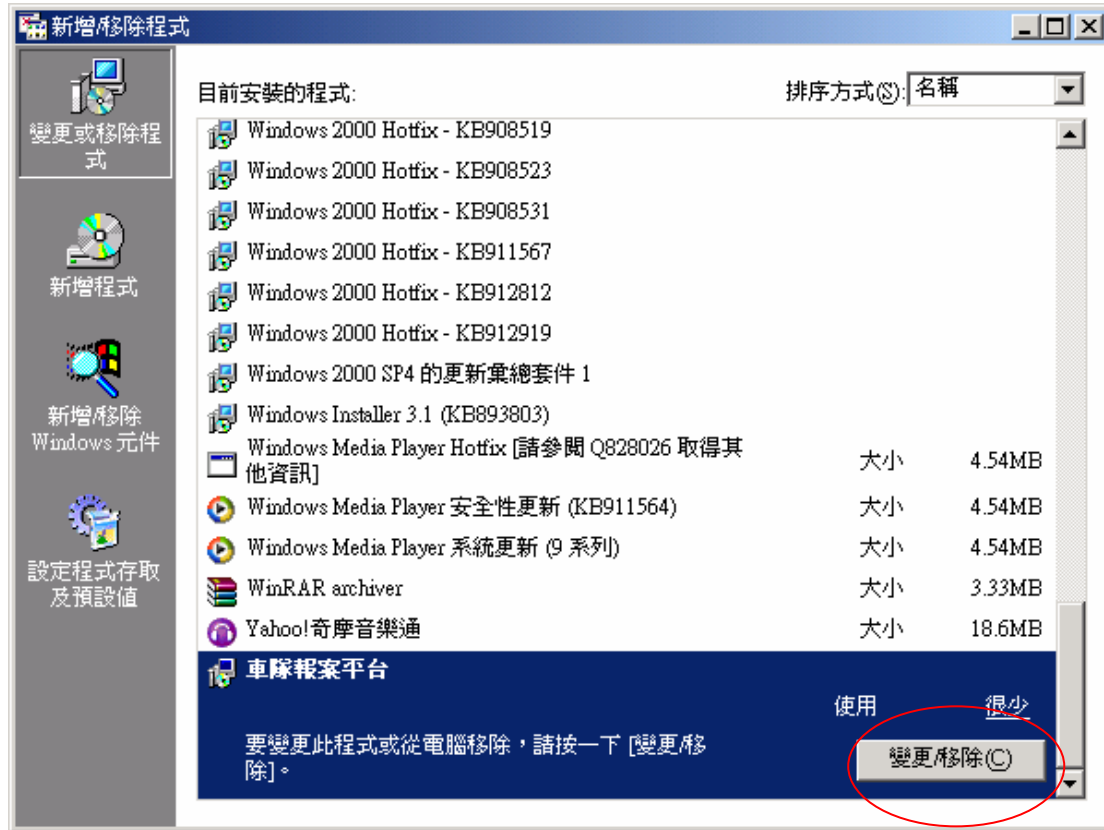 新增/移除程式
變更或移除程
式
新增程式
新增/移除
Windows 元件
設定程式存取
及預設值
目前安裝的程式:
排序方式(S): 名稱
Windows 2000 Hotfix - KB908519
Windows 2000 Hotfix - KB908523
Windows 2000 Hotfix - KB908531
Windows 2000 Hotfix - KB911567
Windows 2000 Hotfix - KB912812
Windows 2000 Hotfix - KB912919
Windows 2000 SP4 的更新彙總套件 1
Windows Installer 3.1 (KB893803)
Windows Media Player Hotfix [請參閱 Q828026 取得其
他資訊] 大小 4.54MB
Windows Media Player 安全性更新 (KB911564) 大小 4.54MB
Windows Media Player 系統更新 (9 系列) 大小 4.54MB
WinRAR archiver 大小 3.33MB
Yahoo!奇摩音樂通 大小 18.6MB
車隊報案平台
使用 很少
要變更此程式或從電腦移除，請按一下 [變更/移
除]。
變更/移除(C)